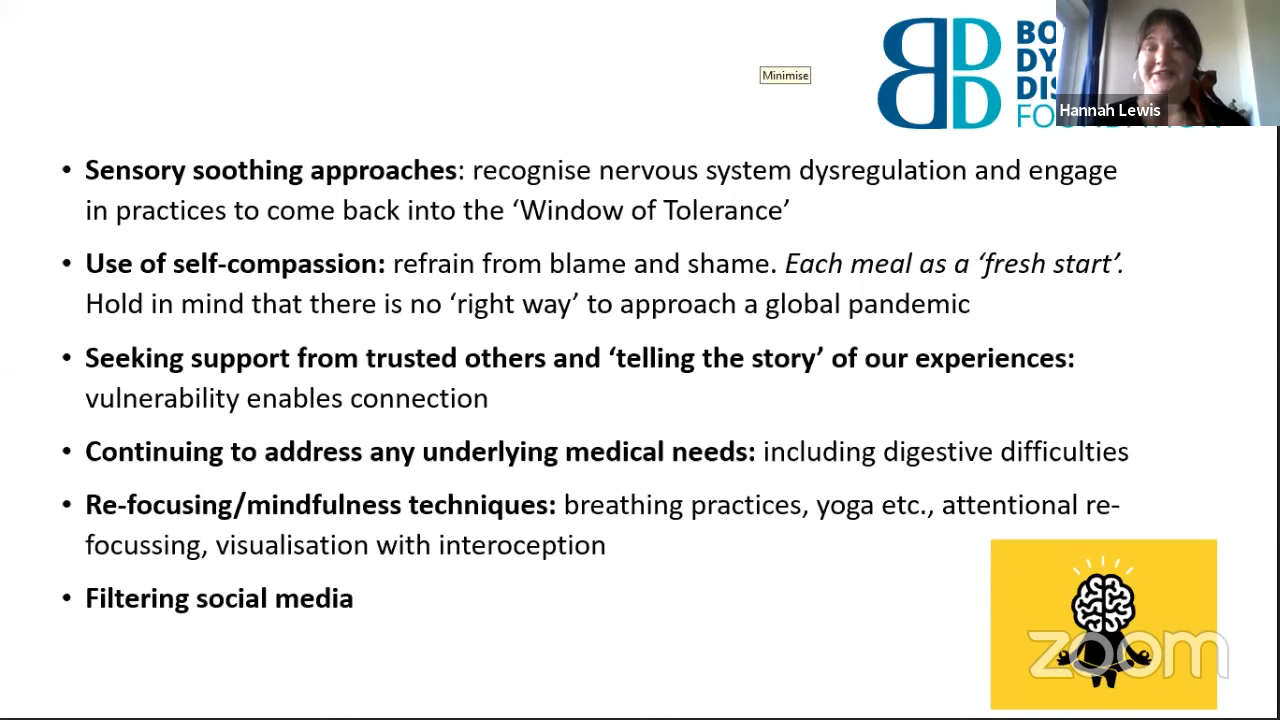 Minimise
BO
DY
DIS
FO
Hannah Lewis
• Sensory soothing approaches: recognise nervous system dysregulation and engage
in practices to come back into the ‘Window of Tolerance’
• Use of self-compassion: refrain from blame and shame. Each meal as a ‘fresh start’.
Hold in mind that there is no ‘right way’ to approach a global pandemic
• Seeking support from trusted others and ‘telling the story’ of our experiences:
vulnerability enables connection
• Continuing to address any underlying medical needs: including digestive difficulties
• Re-focusing/mindfulness techniques: breathing practices, yoga etc., attentional re-
focussing, visualisation with interoception
• Filtering social media
zoom